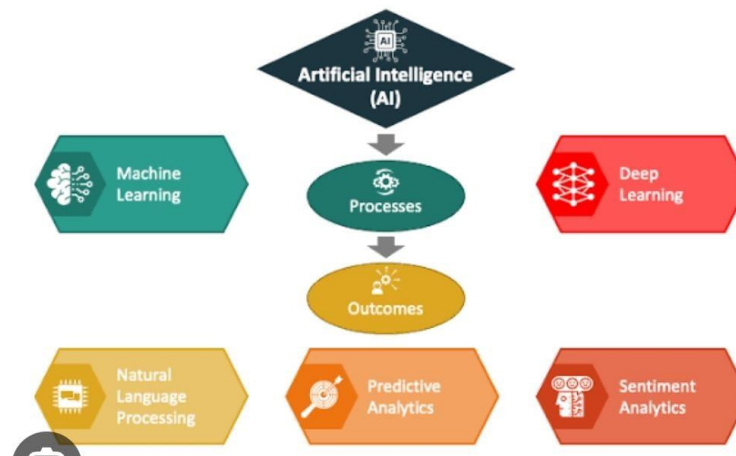 AI
Artificial Intelligence
(AI)
Machine
Learning
Processes
Deep
Learning
Outcomes
Natural
Language
Processing
Predictive
Analytics
Sentiment
Analytics